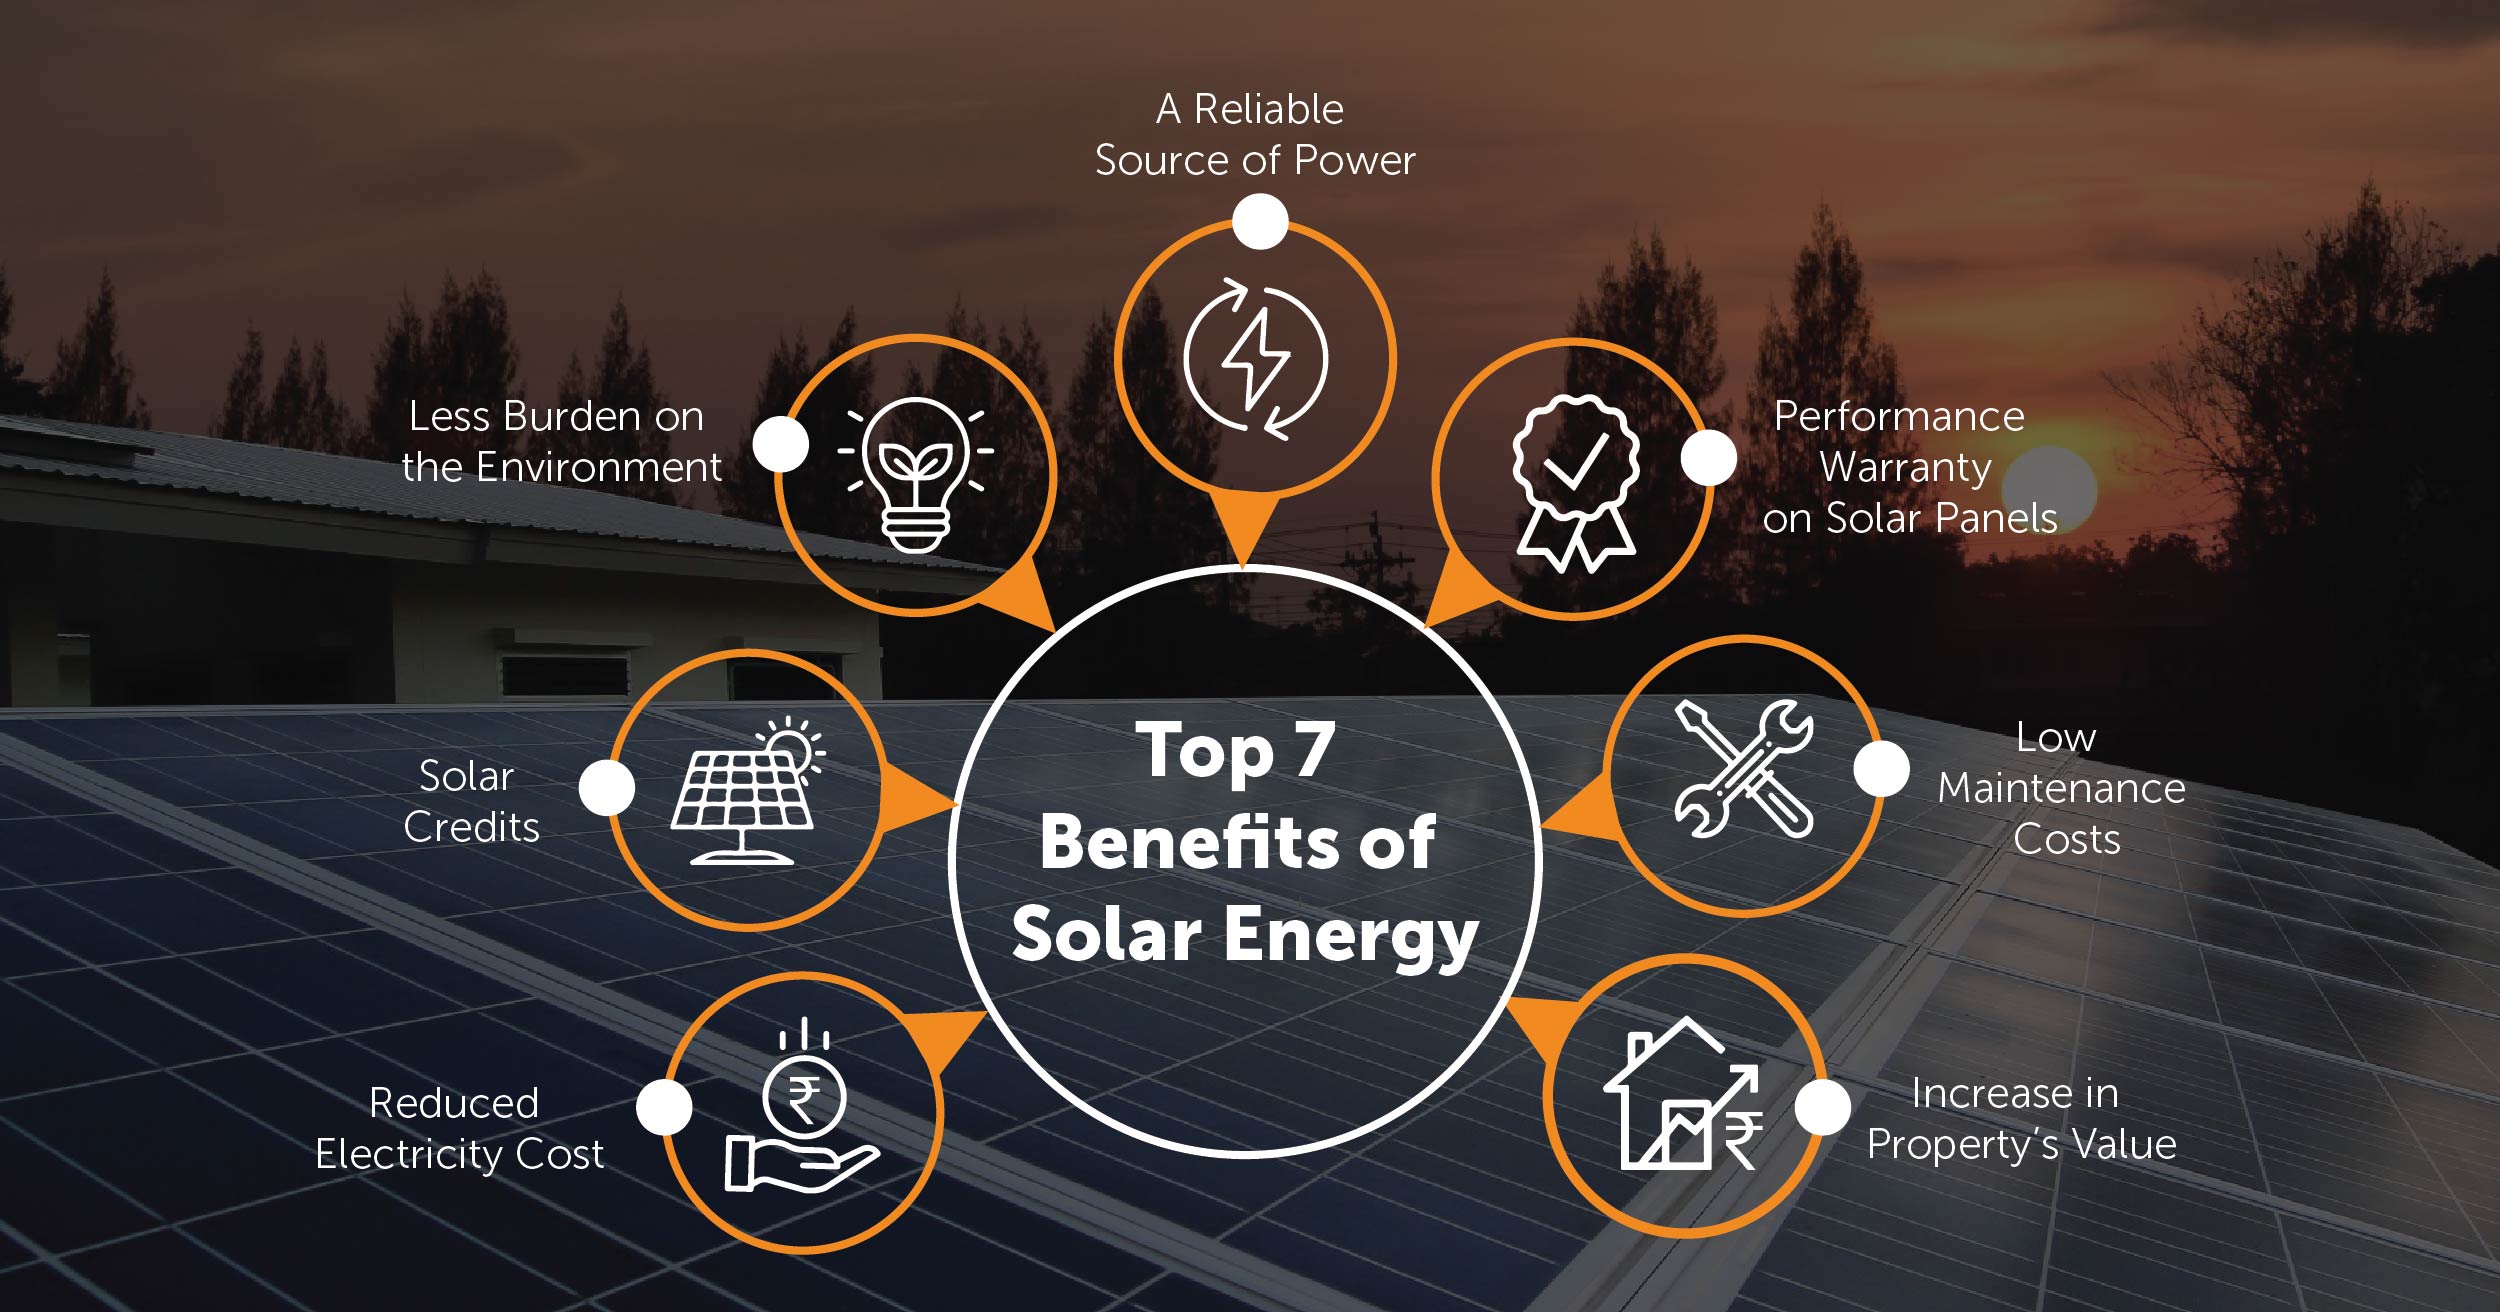 A Reliable
Source of Power
Less Burden on
the Environment
Performance
Warranty
on Solar Panels
Solar
Credits
Low
Maintenance
Costs
Top 7
Benefits of
Solar Energy
Reduced
Electricity Cost
₹
Increase in
Property’s Value
₹